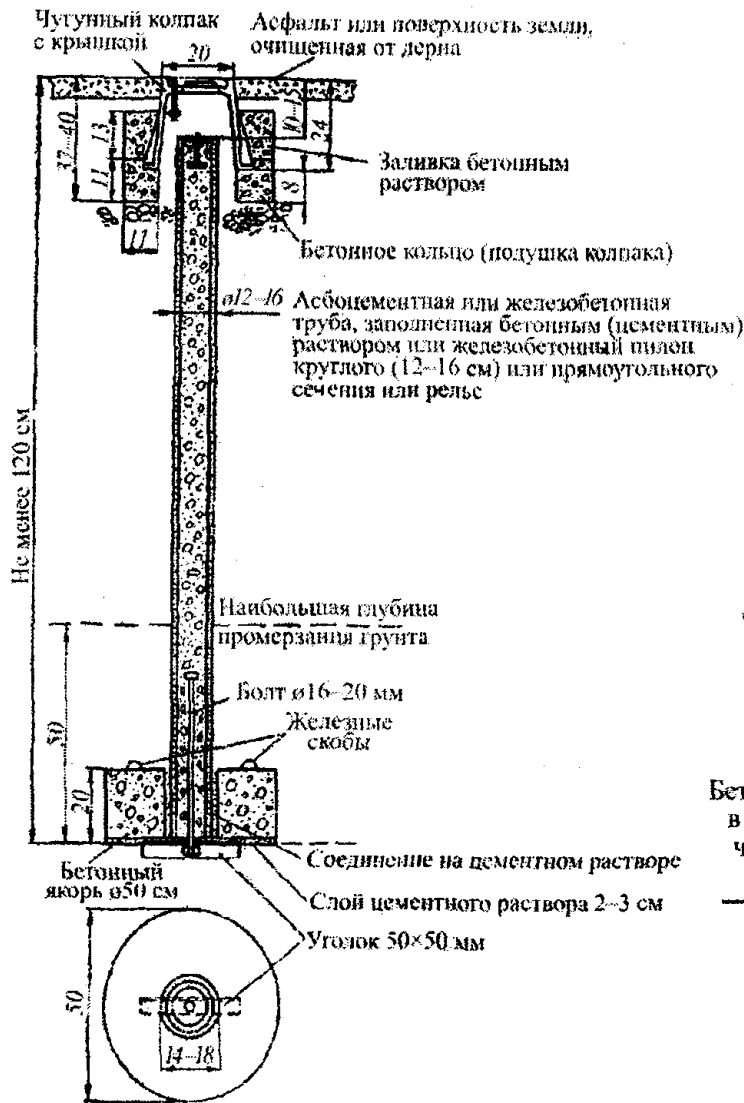 Чугунный колпак
с крышкой
Асфальт или поверхность земли,
очищенная от дерна
20
37–40
13
11
11
10–15
24
8
Заливка бетонным
раствором
Бетонное кольцо (подушка колпака)
ø12–16
Асбоцементная или железобетонная
труба, заполненная бетонным (цементным)
раствором или железобетонный пилон
круглого (12–16 см) или прямоугольного
сечения или рельс
Не менее 120 см
Наибольшая глубина
промерзания грунта
Болт ø16–20 мм
Железные
скобы
50
20
Бетонный
якорь ø50 см
Соединение на цементном растворе
Слой цементного раствора 2–3 см
Уголок 50×50 мм
50
14–18
Бет
в
ч